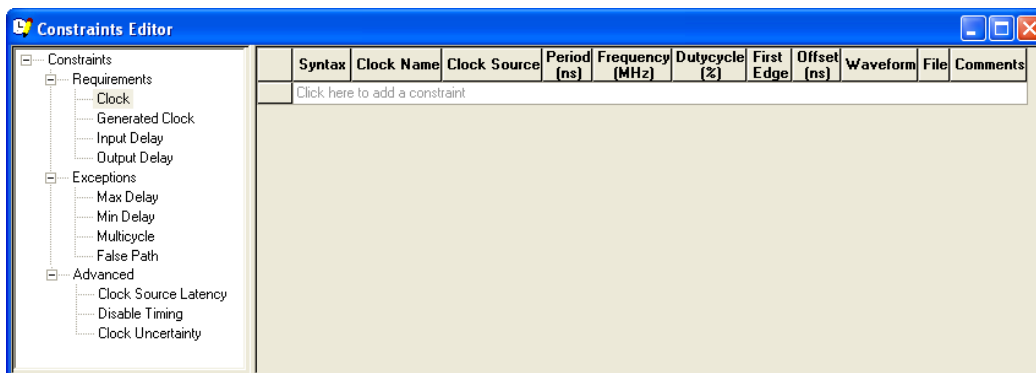 Constraints Editor
Constraints
Requirements
Clock
Generated Clock
Input Delay
Output Delay
Exceptions
Max Delay
Min Delay
Multicycle
False Path
Advanced
Clock Source Latency
Disable Timing
Clock Uncertainty
Syntax Clock Name Clock Source Period (ns) Frequency (MHz) Dutycycle (%) First Edge Offset (ns) Waveform File Comments
Click here to add a constraint